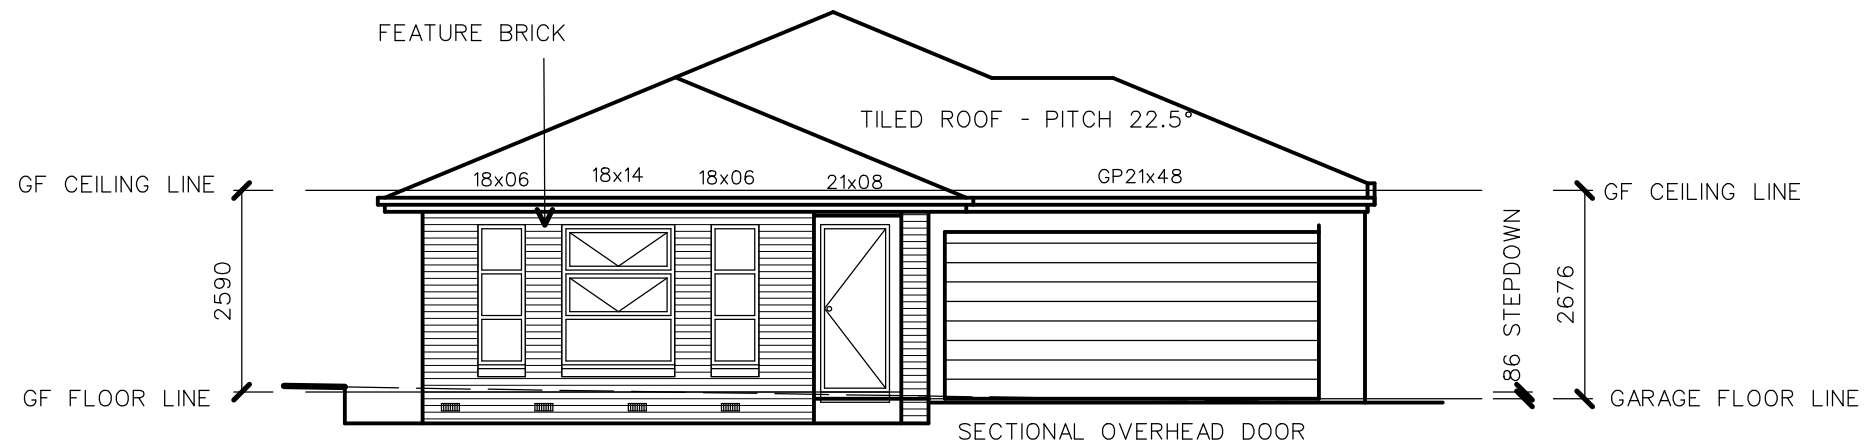 FEATURE BRICK
TILED ROOF - PITCH 22.5°
18x06
18x14
18x06
21x08
GP21x48
GF CEILING LINE
GF CEILING LINE
2590
86 STEPDOWN
2676
GF FLOOR LINE
GARAGE FLOOR LINE
SECTIONAL OVERHEAD DOOR